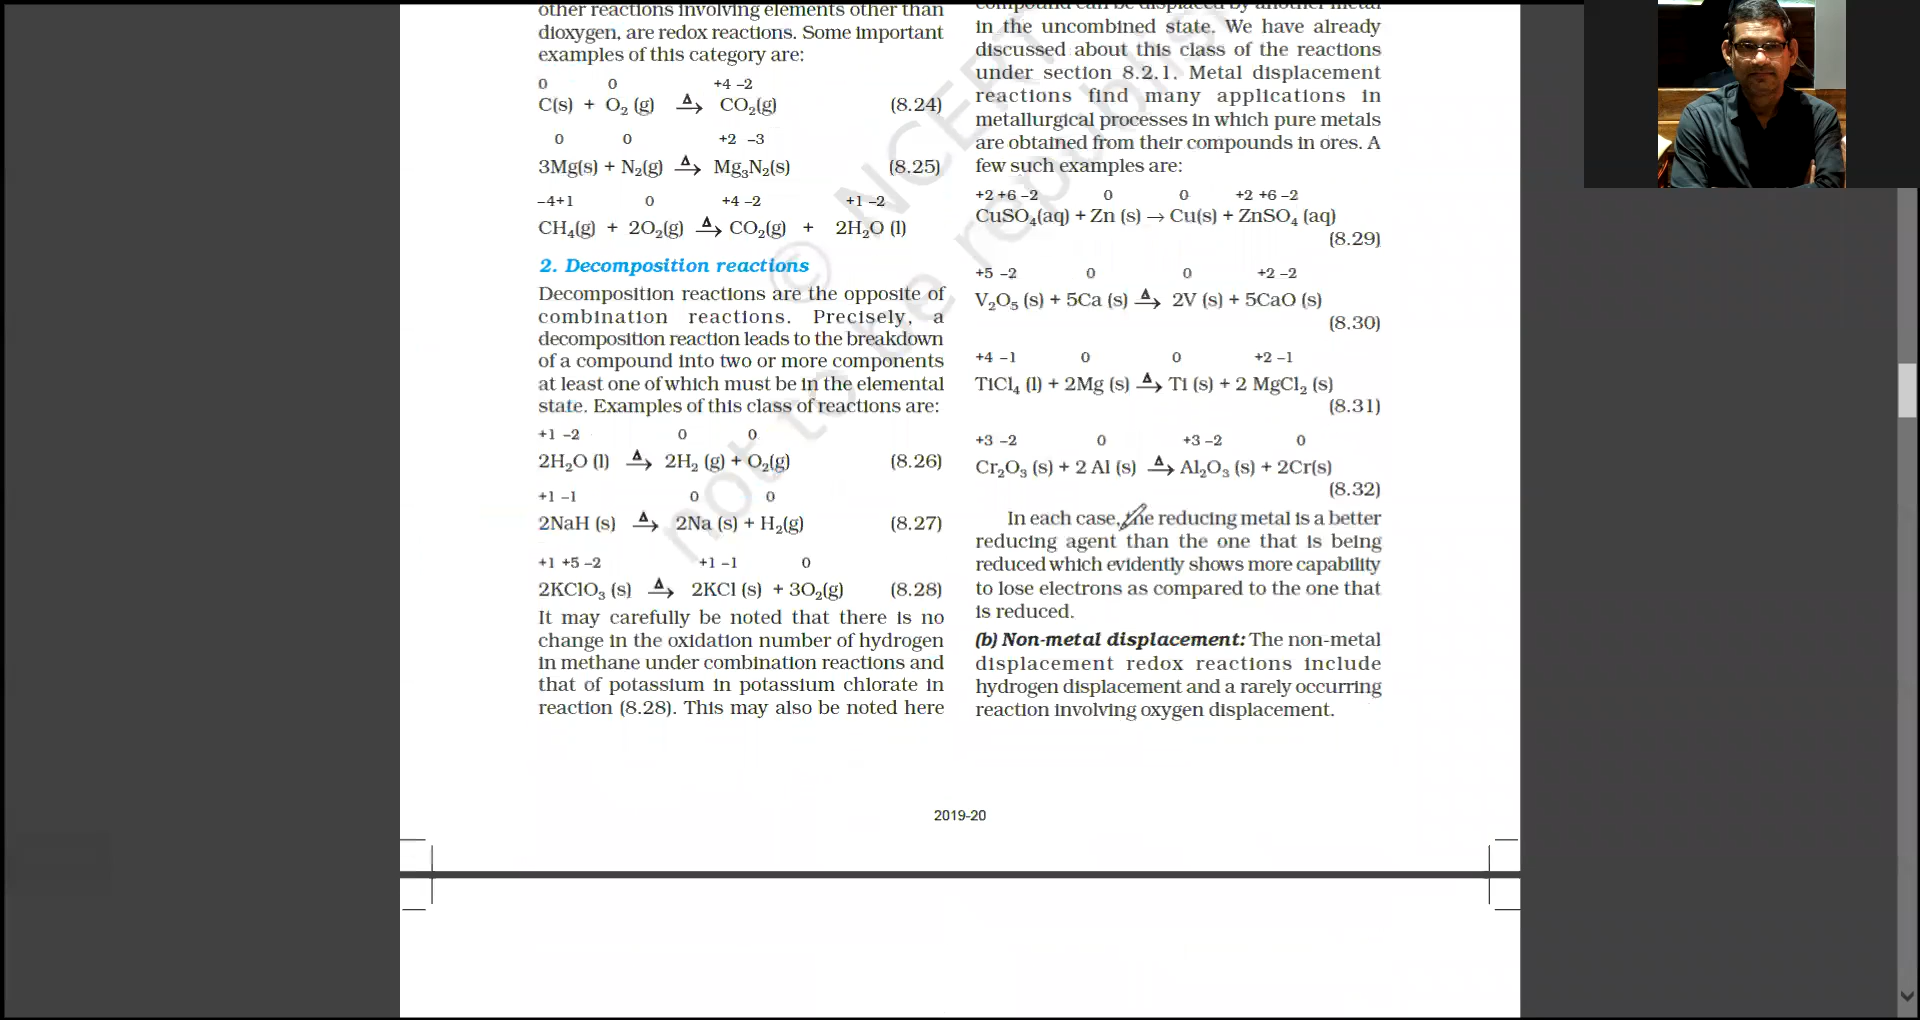 other reactions involving elements other than
dioxygen, are redox reactions. Some important
examples of this category are:
0 0 +4 –2
C(s) + O₂ (g) Δ→ CO₂(g) (8.24)
0 0 +2 –3
3Mg(s) + N₂(g) Δ→ Mg₃N₂(s) (8.25)
–4+1 0 +4 –2 +1 –2
CH₄(g) + 2O₂(g) Δ→ CO₂(g) + 2H₂O (l)
2. Decomposition reactions
Decomposition reactions are the opposite of
combination reactions. Precisely, a
decomposition reaction leads to the breakdown
of a compound into two or more components
at least one of which must be in the elemental
state. Examples of this class of reactions are:
+1 –2 0 0
2H₂O (l) Δ→ 2H₂ (g) + O₂(g) (8.26)
+1 –1 0 0
2NaH (s) Δ→ 2Na (s) + H₂(g) (8.27)
+1 +5 –2 +1 –1 0
2KClO₃ (s) Δ→ 2KCl (s) + 3O₂(g) (8.28)
It may carefully be noted that there is no
change in the oxidation number of hydrogen
in methane under combination reactions and
that of potassium in potassium chlorate in
reaction (8.28). This may also be noted here
compound can be displaced by another metal
in the uncombined state. We have already
discussed about this class of the reactions
under section 8.2.1. Metal displacement
reactions find many applications in
metallurgical processes in which pure metals
are obtained from their compounds in ores. A
few such examples are:
+2 +6 –2 0 0 +2 +6 –2
CuSO₄(aq) + Zn (s) → Cu(s) + ZnSO₄ (aq)
(8.29)
+5 –2 0 0 +2 –2
V₂O₅ (s) + 5Ca (s) Δ→ 2V (s) + 5CaO (s)
(8.30)
+4 –1 0 0 +2 –1
TiCl₄ (l) + 2Mg (s) Δ→ Ti (s) + 2 MgCl₂ (s)
(8.31)
+3 –2 0 +3 –2 0
Cr₂O₃ (s) + 2 Al (s) Δ→ Al₂O₃ (s) + 2Cr(s)
(8.32)
In each case, the reducing metal is a better
reducing agent than the one that is being
reduced which evidently shows more capability
to lose electrons as compared to the one that
is reduced.
(b) Non-metal displacement: The non-metal
displacement redox reactions include
hydrogen displacement and a rarely occurring
reaction involving oxygen displacement.
© NCERT
not to be republis
2019-20